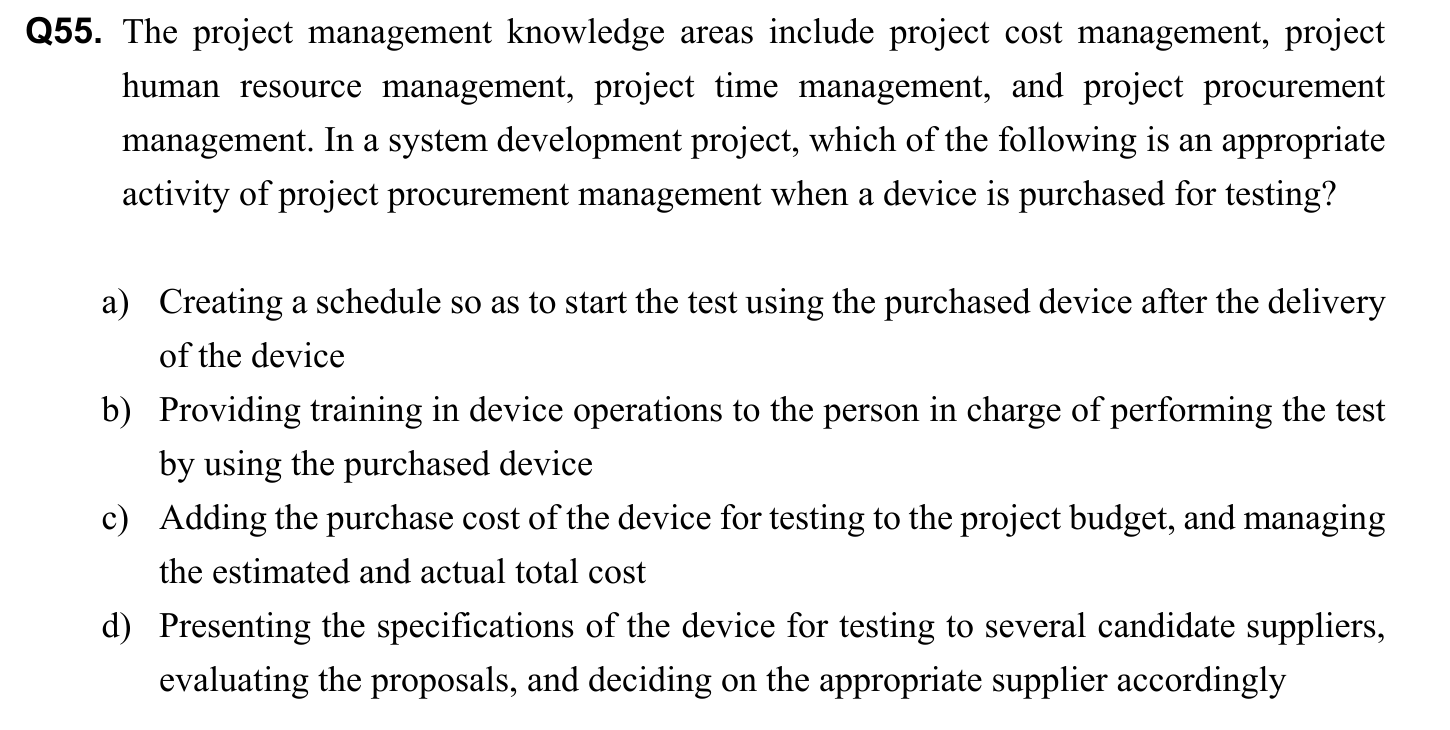 Q55. The project management knowledge areas include project cost management, project
human resource management, project time management, and project procurement
management. In a system development project, which of the following is an appropriate
activity of project procurement management when a device is purchased for testing?
a) Creating a schedule so as to start the test using the purchased device after the delivery
of the device
b) Providing training in device operations to the person in charge of performing the test
by using the purchased device
c) Adding the purchase cost of the device for testing to the project budget, and managing
the estimated and actual total cost
d) Presenting the specifications of the device for testing to several candidate suppliers,
evaluating the proposals, and deciding on the appropriate supplier accordingly